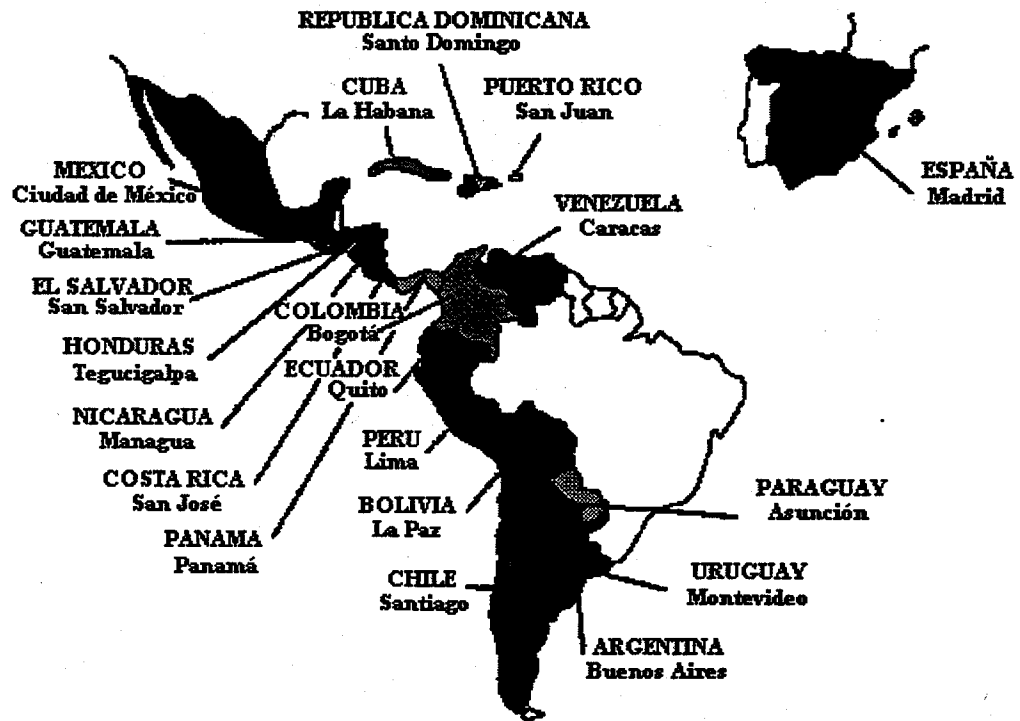 REPUBLICA DOMINICANA
Santo Domingo
CUBA
La Habana
PUERTO RICO
San Juan
MEXICO
Ciudad de México
ESPAÑA
Madrid
VENEZUELA
Caracas
GUATEMALA
Guatemala
EL SALVADOR
San Salvador
COLOMBIA
Bogotá
HONDURAS
Tegucigalpa
ECUADOR
Quito
NICARAGUA
Managua
PERU
Lima
COSTA RICA
San José
BOLIVIA
La Paz
PARAGUAY
Asunción
PANAMA
Panamá
CHILE
Santiago
URUGUAY
Montevideo
ARGENTINA
Buenos Aires